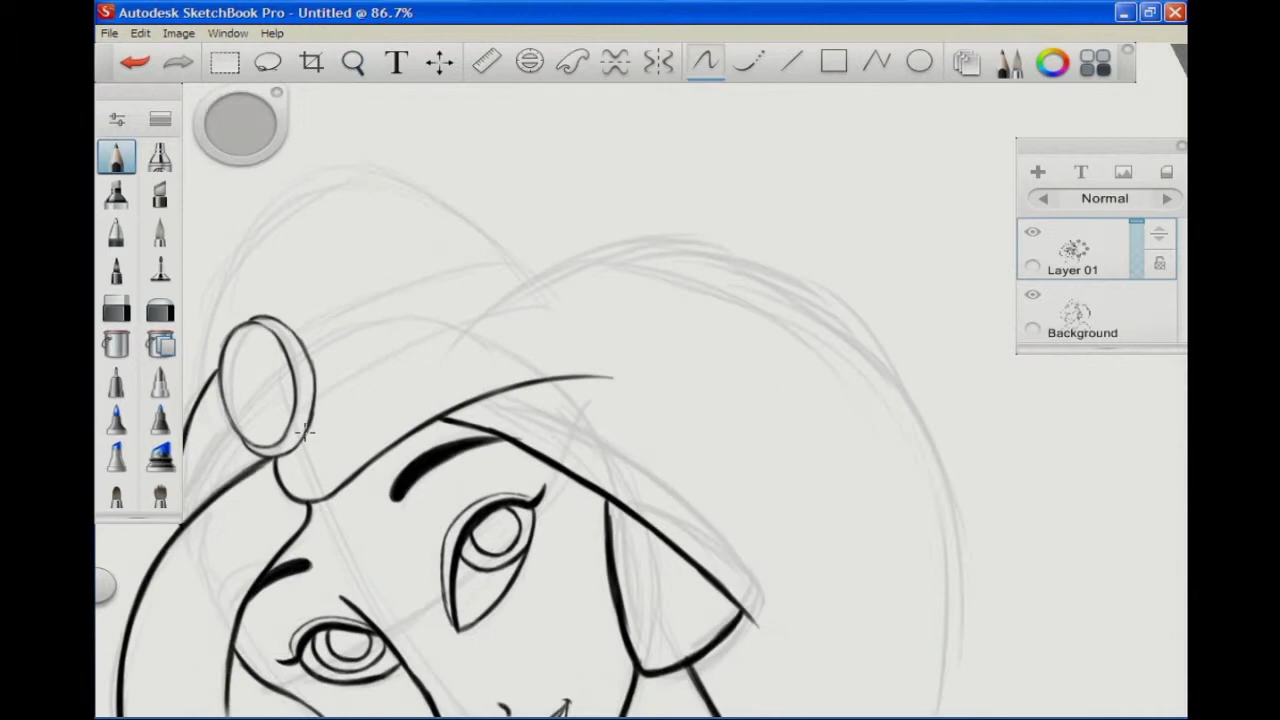 Autodesk SketchBook Pro - Untitled @ 86.7%
File Edit Image Window Help
Normal
Layer 01
Background